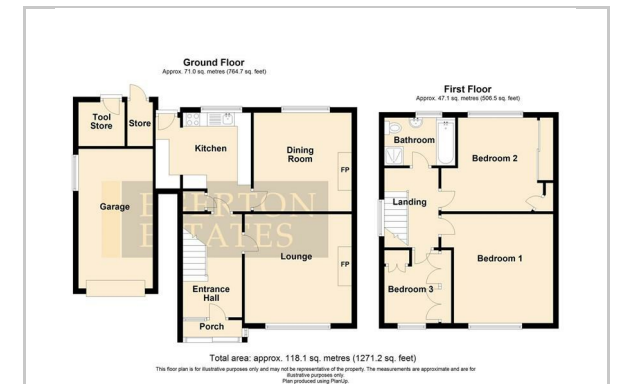 Ground Floor
Approx. 71.0 sq. metres (764.7 sq. feet)
First Floor
Approx. 47.1 sq. metres (506.5 sq. feet)
Tool
Store
Store
Kitchen
Dining
Room
FP
Garage
EVERTON
ESTATES
Lounge
FP
Entrance
Hall
Porch
Bathroom
Bedroom 2
Landing
Bedroom 1
Bedroom 3
Total area: approx. 118.1 sq. metres (1271.2 sq. feet)
This floor plan is for illustrative purposes only and may not be representative of the property. The measurements are approximate and are for
illustrative purposes only.
Plan produced using PlanUp.